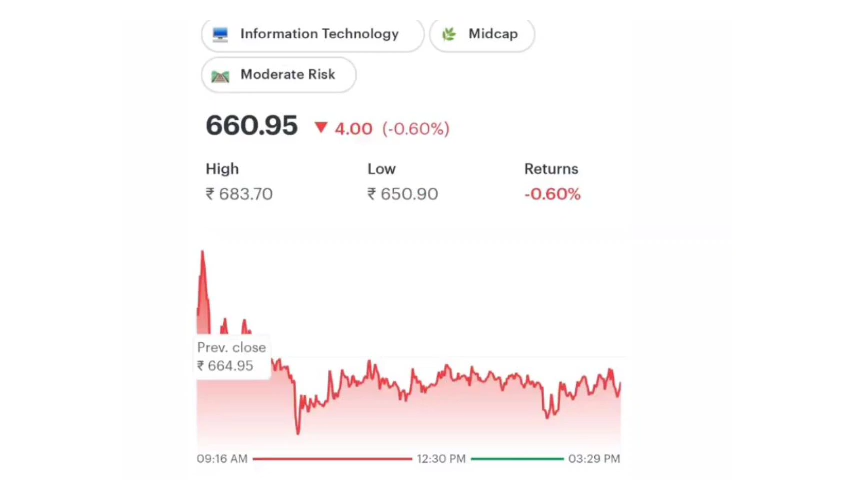 Information Technology Midcap
Moderate Risk
660.95 ▼ 4.00 (-0.60%)
High Low Returns
₹ 683.70 ₹ 650.90 -0.60%
Prev. close
₹ 664.95
09:16 AM 12:30 PM 03:29 PM